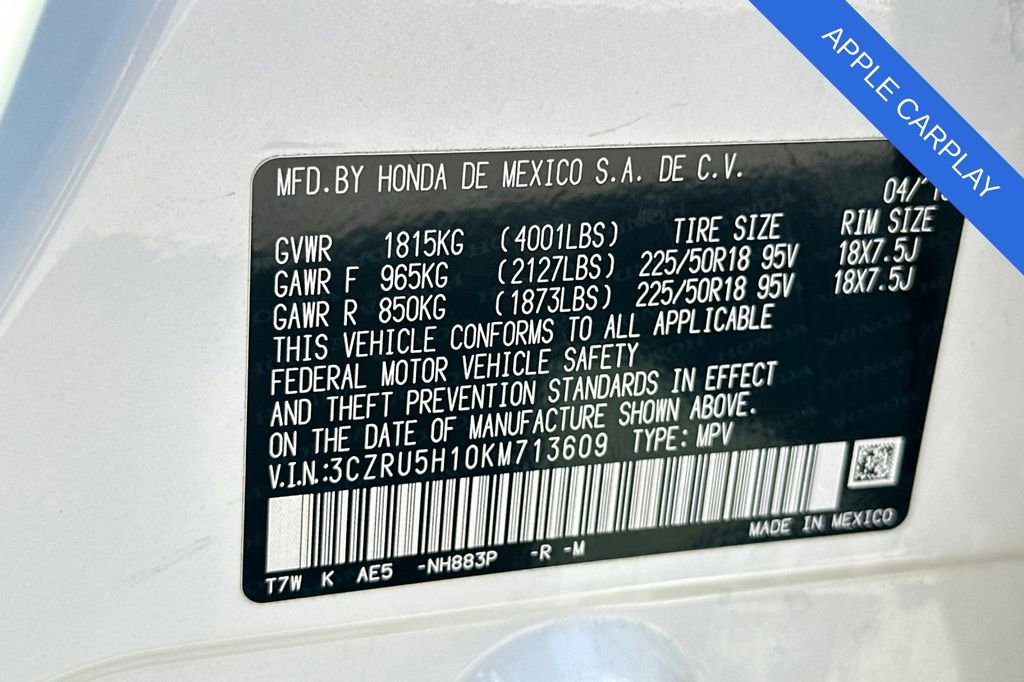 APPLE CARPLAY
MFD.BY HONDA DE MEXICO S.A. DE C.V.
04/
GVWR 1815KG (4001LBS) TIRE SIZE RIM SIZE
GAWR F 965KG (2127LBS) 225/50R18 95V 18X7.5J
GAWR R 850KG (1873LBS) 225/50R18 95V 18X7.5J
THIS VEHICLE CONFORMS TO ALL APPLICABLE
FEDERAL MOTOR VEHICLE SAFETY
AND THEFT PREVENTION STANDARDS IN EFFECT
ON THE DATE OF MANUFACTURE SHOWN ABOVE.
V.I.N.:3CZRU5H10KM713609 TYPE: MPV
MADE IN MEXICO
T7W K AE5 -NH883P -R -M